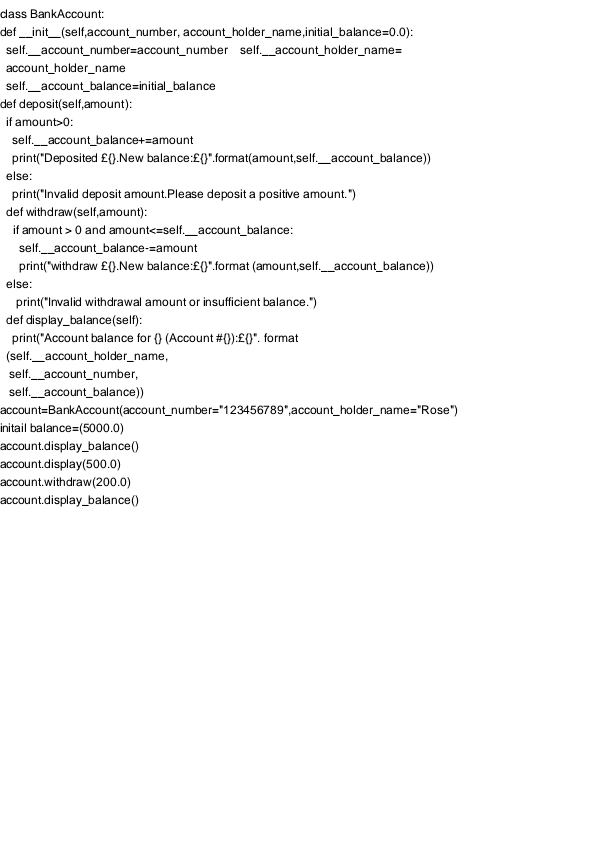 class BankAccount:
def __init__(self,account_number, account_holder_name,initial_balance=0.0):
self.__account_number=account_number self.__account_holder_name=
account_holder_name
self.__account_balance=initial_balance
def deposit(self,amount):
if amount>0:
self.__account_balance+=amount
print("Deposited £{}.New balance:£{}".format(amount,self.__account_balance))
else:
print("Invalid deposit amount.Please deposit a positive amount.")
def withdraw(self,amount):
if amount > 0 and amount<=self.__account_balance:
self.__account_balance-=amount
print("withdraw £{}.New balance:£{}".format (amount,self.__account_balance))
else:
print("Invalid withdrawal amount or insufficient balance.")
def display_balance(self):
print("Account balance for {} (Account #{}):£{}". format
(self.__account_holder_name,
self.__account_number,
self.__account_balance))
account=BankAccount(account_number="123456789",account_holder_name="Rose")
initail balance=(5000.0)
account.display_balance()
account.display(500.0)
account.withdraw(200.0)
account.display_balance()